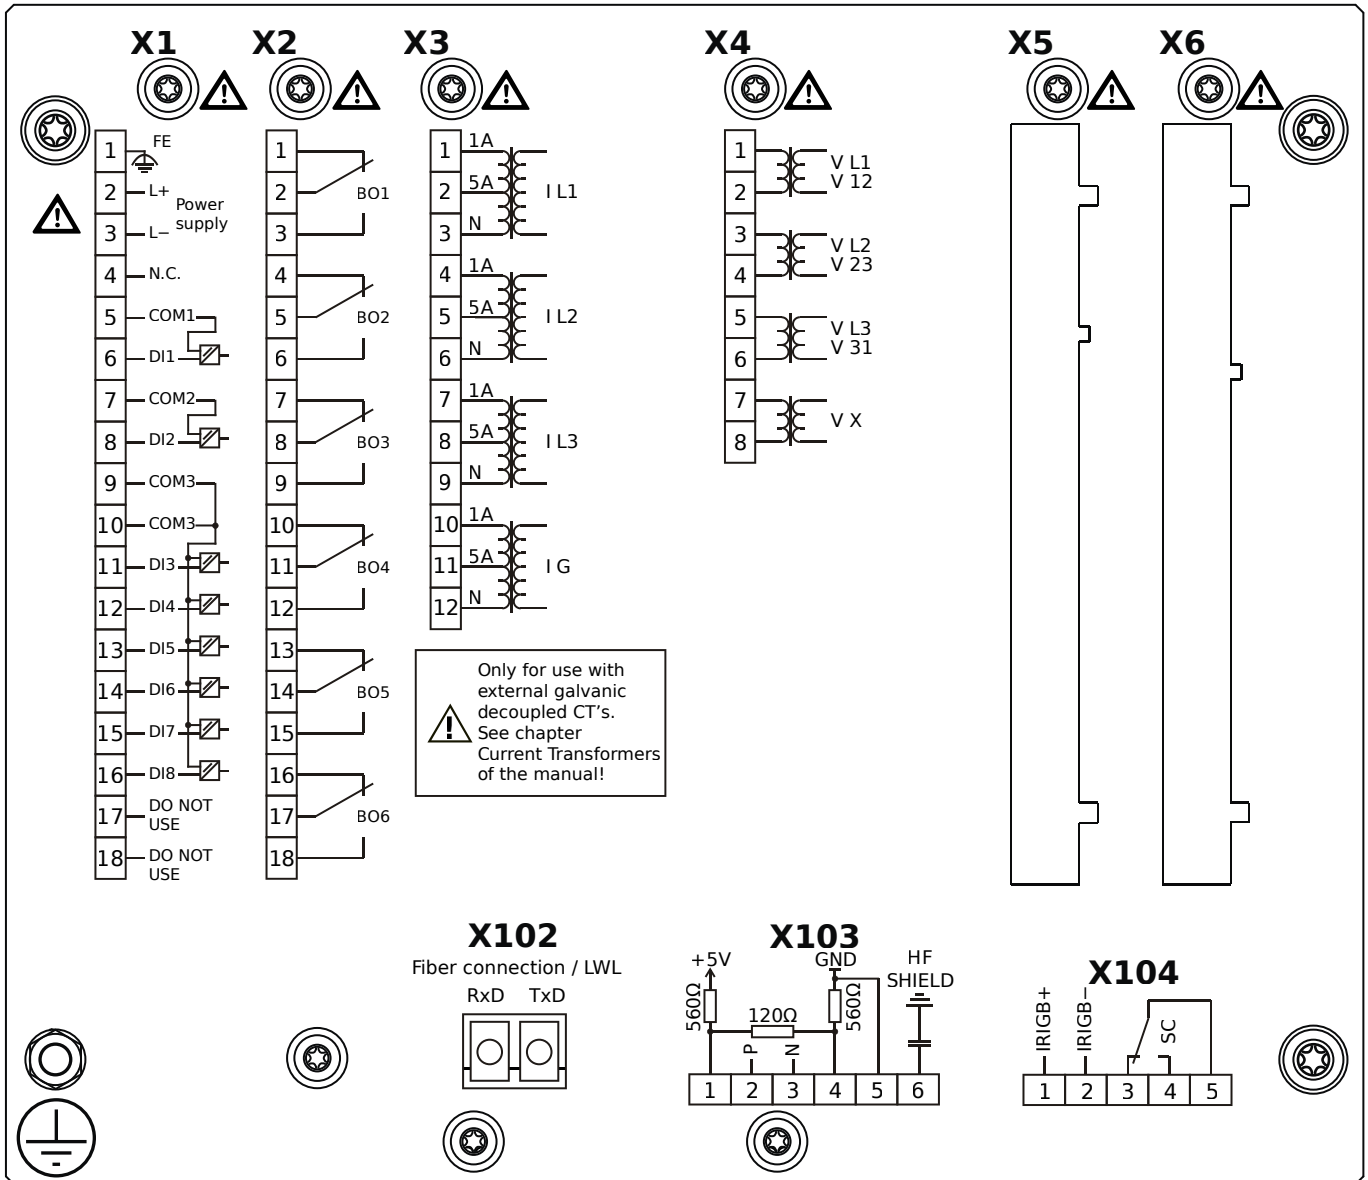 X1
X2
X3
X4
X5
X6
1 FE
2 L+
Power
supply
3 L−
4 N.C.
5 COM1
6 DI1
7 COM2
8 DI2
9 COM3
10 COM3
11 DI3
12 DI4
13 DI5
14 DI6
15 DI7
16 DI8
17 DO NOT
USE
18 DO NOT
USE
1
2 BO1
3
4
5 BO2
6
7
8 BO3
9
10
11 BO4
12
13
14 BO5
15
16
17 BO6
18
1 1A
2 5A I L1
3 N
4 1A
5 5A I L2
6 N
7 1A
8 5A I L3
9 N
10 1A
11 5A I G
12 N
Only for use with
external galvanic
decoupled CT's.
See chapter
Current Transformers
of the manual!
1 V L1
2 V 12
3 V L2
4 V 23
5 V L3
6 V 31
7 V X
8
X102
Fiber connection / LWL
RxD TxD
X103
+5V GND HF
SHIELD
560Ω 120Ω 560Ω
P N
1 2 3 4 5 6
X104
IRIGB+ IRIGB− SC
1 2 3 4 5